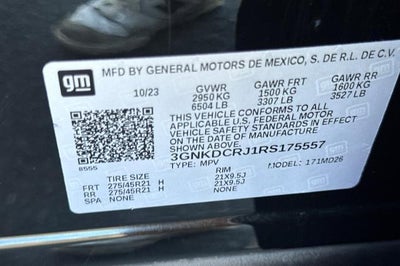 gm
MFD BY GENERAL MOTORS DE MEXICO, S. DE R.L. DE C.V.
10/23 GVWR GAWR FRT GAWR RR
2950 KG 1500 KG 1600 KG
6504 LB 3307 LB 3527 LB
THIS VEHICLE CONFORMS TO ALL
APPLICABLE U.S. FEDERAL MOTOR
VEHICLE SAFETY STANDARDS IN EFFECT
ON THE DATE OF MANUFACTURE
FROM ABOVE.
3GNKDCRJ1RS175557
8555 TYPE: MPV MODEL: 171MD26
TIRE SIZE RIM
FRT 275/45R21 H 21X9.5J
RR 275/45R21 H 21X9.5J
SPA NONE NONE